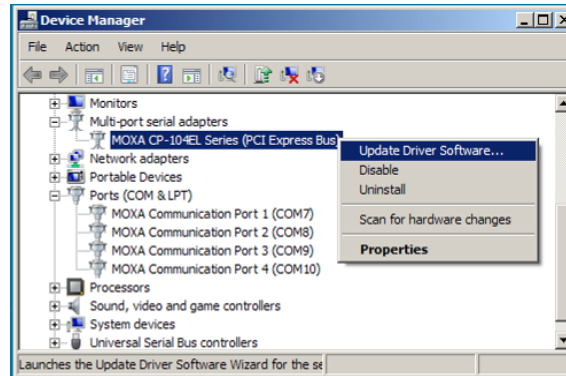 Device Manager
File Action View Help
Monitors
Multi-port serial adapters
MOXA CP-104EL Series (PCI Express Bus)
Update Driver Software...
Disable
Uninstall
Scan for hardware changes
Properties
Network adapters
Portable Devices
Ports (COM & LPT)
MOXA Communication Port 1 (COM7)
MOXA Communication Port 2 (COM8)
MOXA Communication Port 3 (COM9)
MOXA Communication Port 4 (COM10)
Processors
Sound, video and game controllers
System devices
Universal Serial Bus controllers
Launches the Update Driver Software Wizard for the se